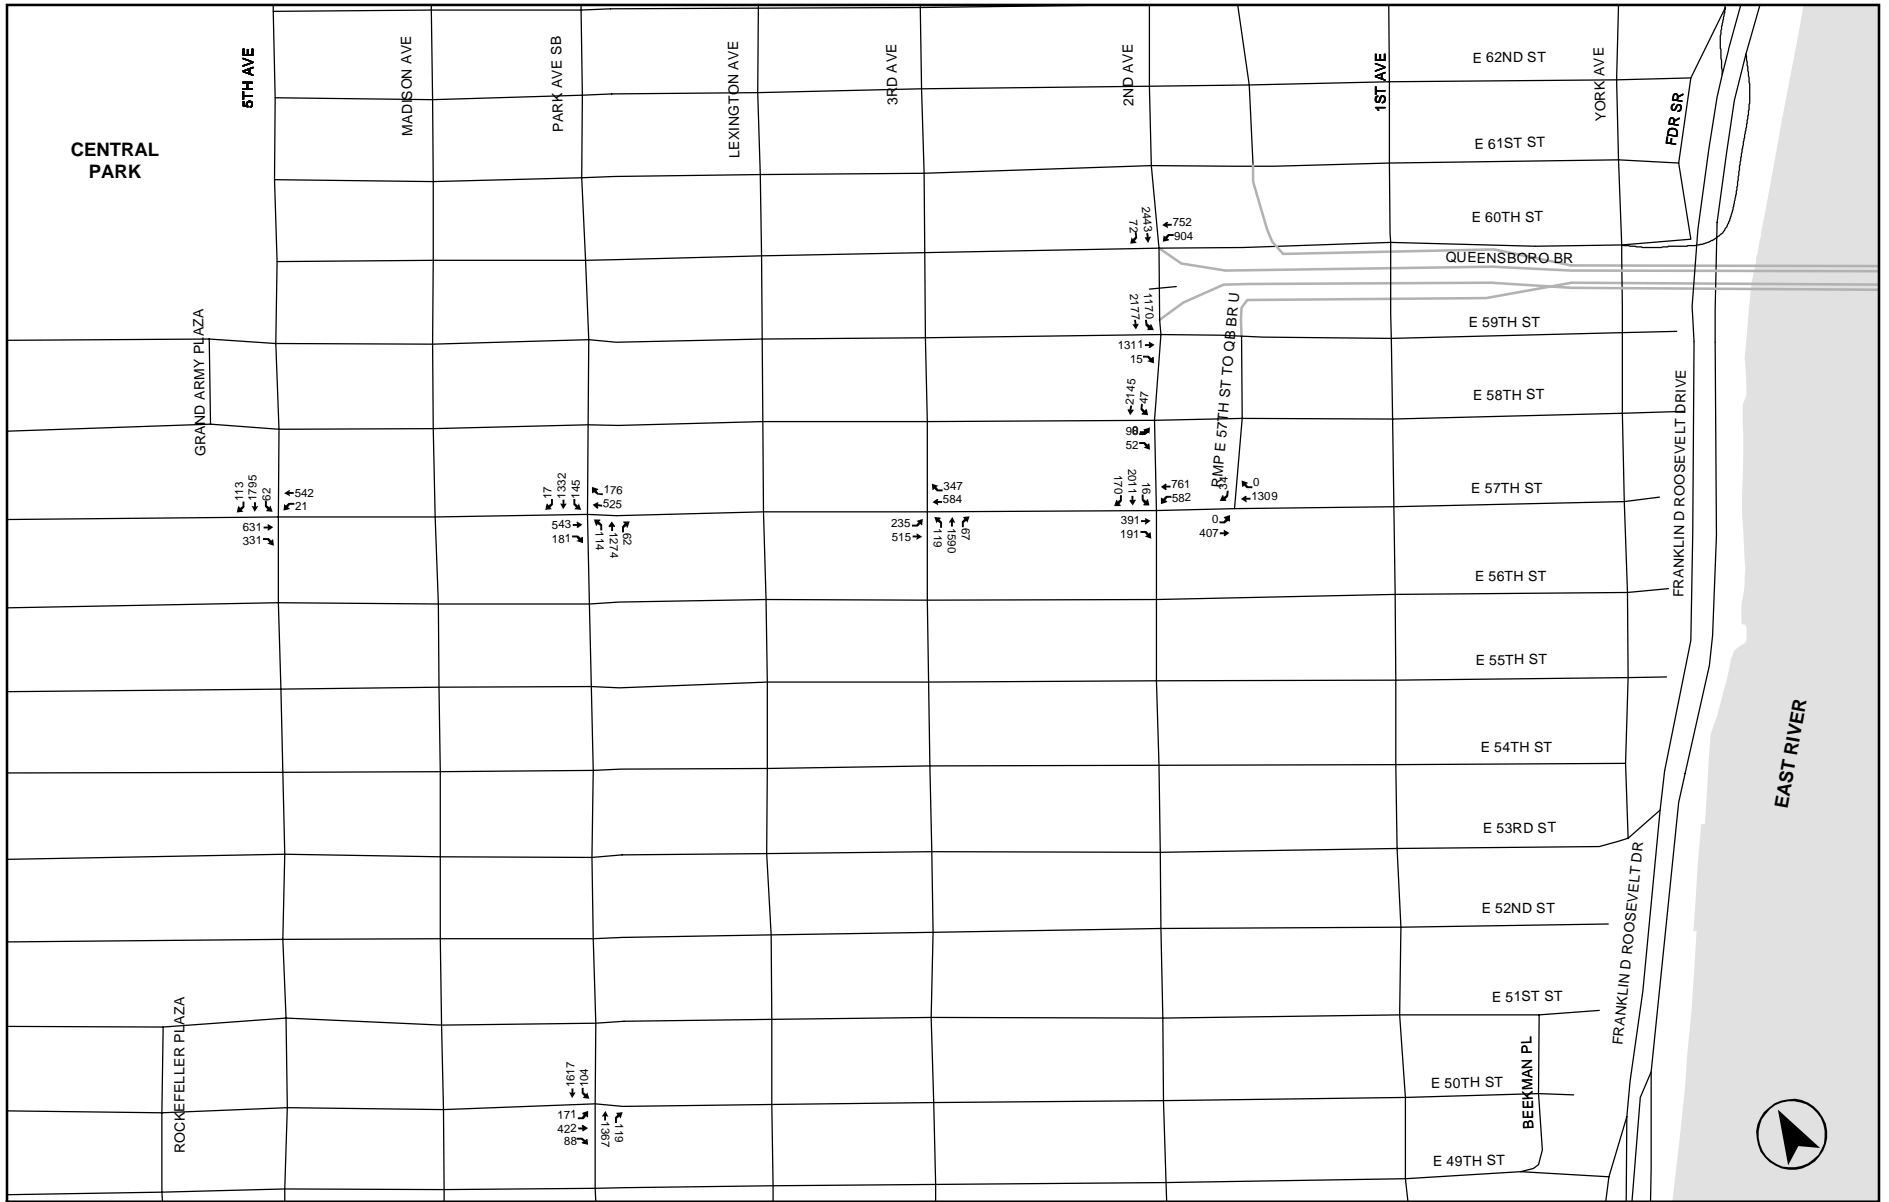 5TH AVE
MADISON AVE
PARK AVE SB
LEXINGTON AVE
3RD AVE
2ND AVE
1ST AVE
YORK AVE
FDR SR
E 62ND ST
CENTRAL
PARK
E 61ST ST
E 60TH ST
2443
72
752
904
QUEENSBORO BR
GRAND ARMY PLAZA
1170
2177
1311
15
RMP E 57TH ST TO QB BR U
E 59TH ST
2145
47
E 58TH ST
52
FRANKLIN D ROOSEVELT DRIVE
113
1795
62
542
21
631
331
17
1332
145
176
525
543
181
114
1274
62
347
584
235
515
119
1590
67
170
2011
16
761
582
391
191
34
0
1309
0
407
E 57TH ST
E 56TH ST
E 55TH ST
E 54TH ST
EAST RIVER
E 53RD ST
FRANKLIN D ROOSEVELT DR
E 52ND ST
E 51ST ST
ROCKEFELLER PLAZA
1617
104
171
422
88
1367
119
E 50TH ST
BEEKMAN PL
E 49TH ST